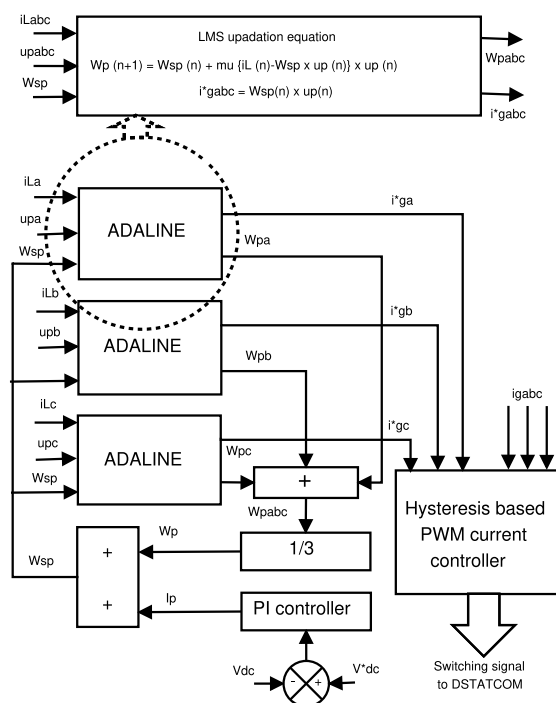 iLabc
upabc
Wsp
LMS upadation equation
Wp (n+1) = Wsp (n) + mu {iL (n)-Wsp x up (n)} x up (n)
i*gabc = Wsp(n) x up(n)
Wpabc
i*gabc
iLa
upa
Wsp
ADALINE
i*ga
Wpa
iLb
upb
ADALINE
i*gb
Wpb
iLc
upc
Wsp
ADALINE
i*gc
Wpc
igabc
+
Wpabc
Hysteresis based
PWM current
controller
Wsp
+
+
Wp
1/3
Ip
PI controller
Vdc
-
+
V*dc
Switching signal
to DSTATCOM